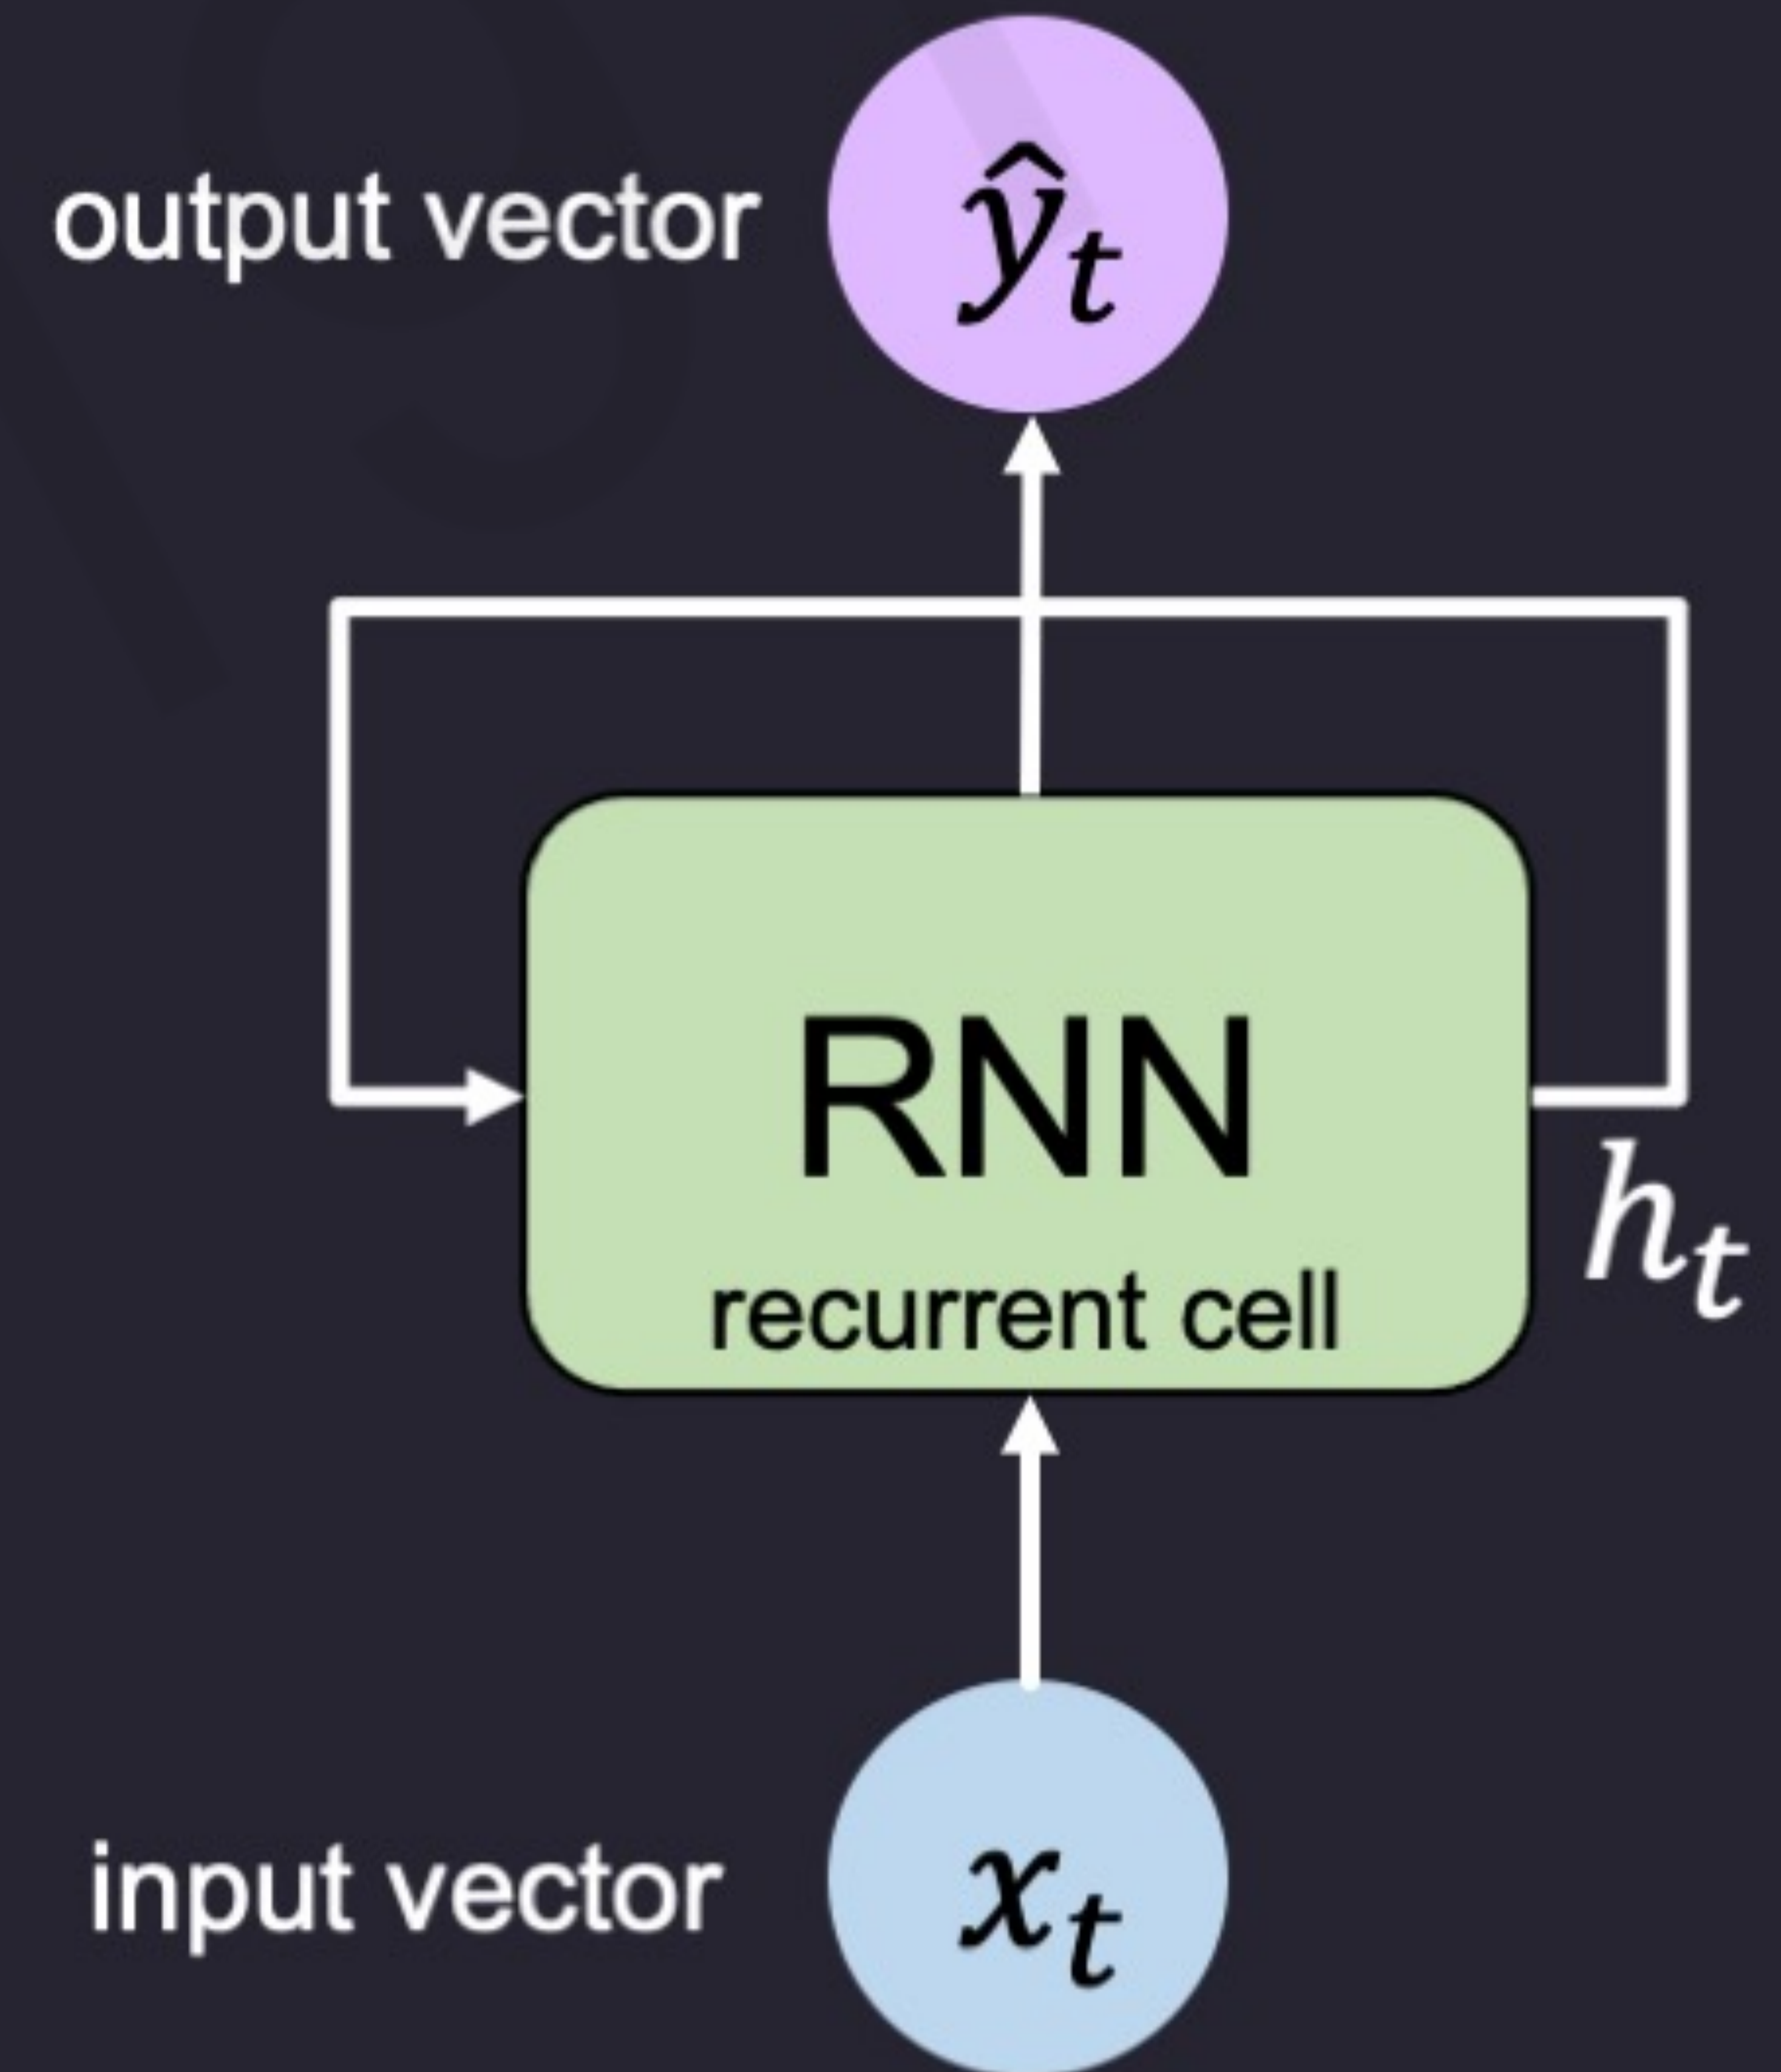 output vector
ŷₜ
RNN
recurrent cell
hₜ
input vector
xₜ